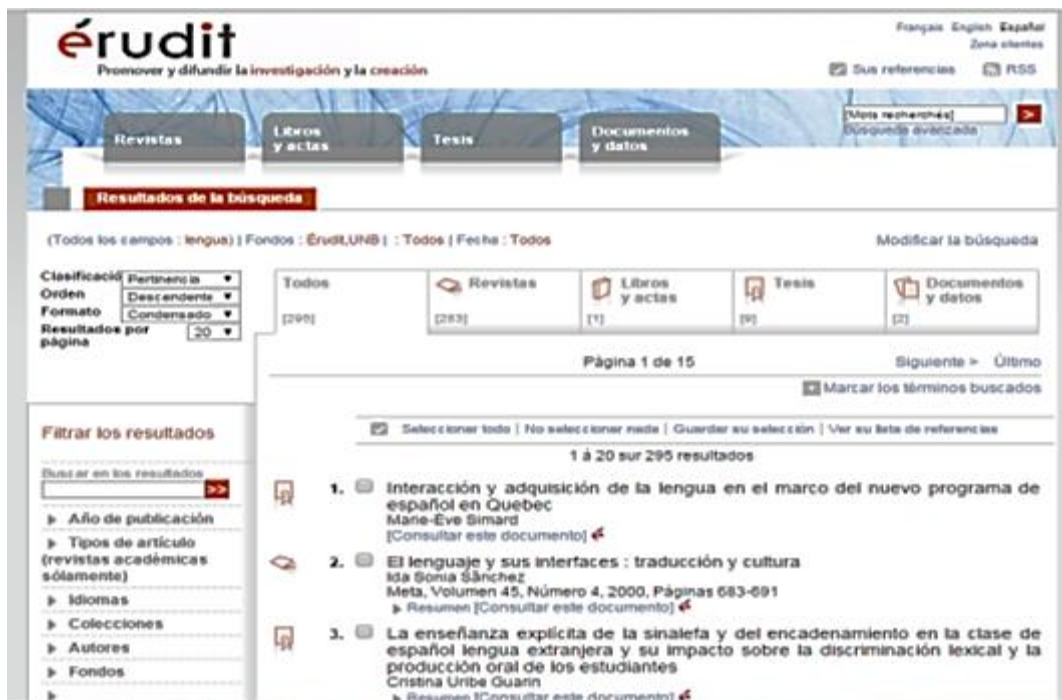 érudit
Promover y difundir la investigación y la creación
Français English Español
Zona clientes
Sus referencias RSS
Revistas
Libros y actas
Tesis
Documentos y datos
[Mots recherchés] >
Búsqueda avanzada
Resultados de la búsqueda
(Todos los campos : lengua) | Fondos : Érudit,UNB | : Todos | Fecha : Todos
Modificar la búsqueda
Clasificació Pertinencia
Orden Descendente
Formato Condensado
Resultados por página 20
Todos
[295]
Revistas
[283]
Libros y actas
[1]
Tesis
[9]
Documentos y datos
[2]
Página 1 de 15
Siguiente > Último
Marcar los términos buscados
Filtrar los resultados
Buscar en los resultados
>>
Año de publicación
Tipos de artículo
(revistas académicas
sólamente)
Idiomas
Colecciones
Autores
Fondos
Seleccionar todo | No seleccionar nada | Guardar su selección | Ver su lista de referencias
1 á 20 sur 295 resultados
1. Interacción y adquisición de la lengua en el marco del nuevo programa de
español en Quebec
Marie-Ève Simard
[Consultar este documento]
2. El lenguaje y sus interfaces : traducción y cultura
Ida Sonia Sánchez
Meta, Volumen 45, Número 4, 2000, Páginas 683-691
Resumen [Consultar este documento]
3. La enseñanza explícita de la sinalefa y del encadenamiento en la clase de
español lengua extranjera y su impacto sobre la discriminación lexical y la
producción oral de los estudiantes
Cristina Uribe Guarin
Resumen [Consultar este documento]